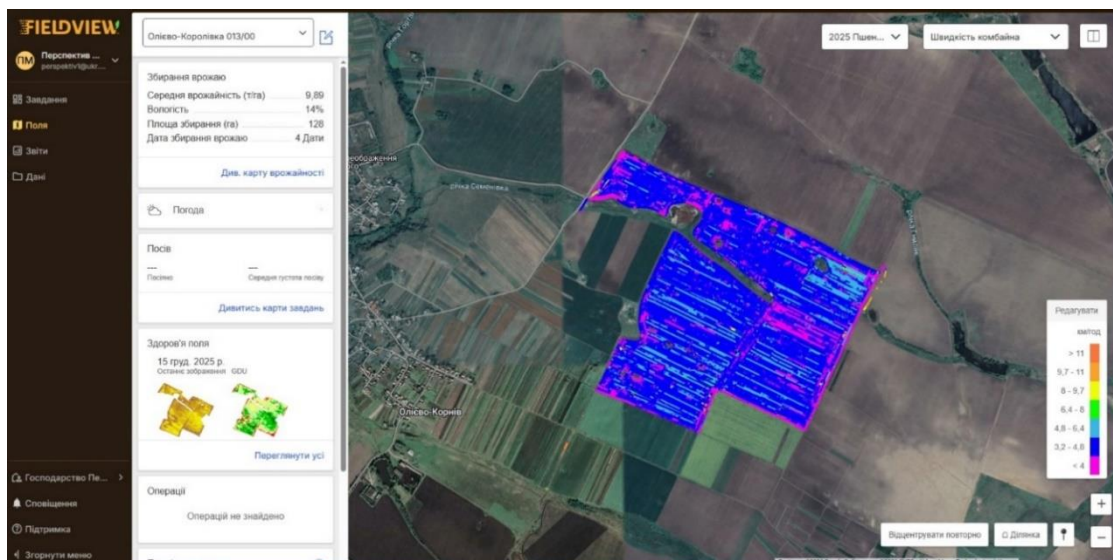 FIELDVIEW
ПМ
Перспектив ...
perspektiv1@ukr...
Завдання
Поля
Звіти
Дані
Господарство Пе...
Сповіщення
Підтримка
Згорнути меню
Олієво-Королівка 013/00
Збирання врожаю
Середня врожайність (т/га) 9,89
Вологість 14%
Площа збирання (га) 128
Дата збирання врожаю 4 Дати
Див. карту врожайності
Погода
Посів
— —
Посіяно Середня густота посіву
Дивитись карти завдань
Здоров'я поля
15 груд. 2025 р.
Останнє зображення GDU
Переглянути усі
Операції
Операцій не знайдено
2025 Пшен...
Швидкість комбайна
річка Семенівка
Олієво-Корнів
Редагувати
км/год
> 11
9,7 - 11
8 - 9,7
6,4 - 8
4,8 - 6,4
3,2 - 4,8
< 4
+
Відцентрувати повторно
Ділянка
−